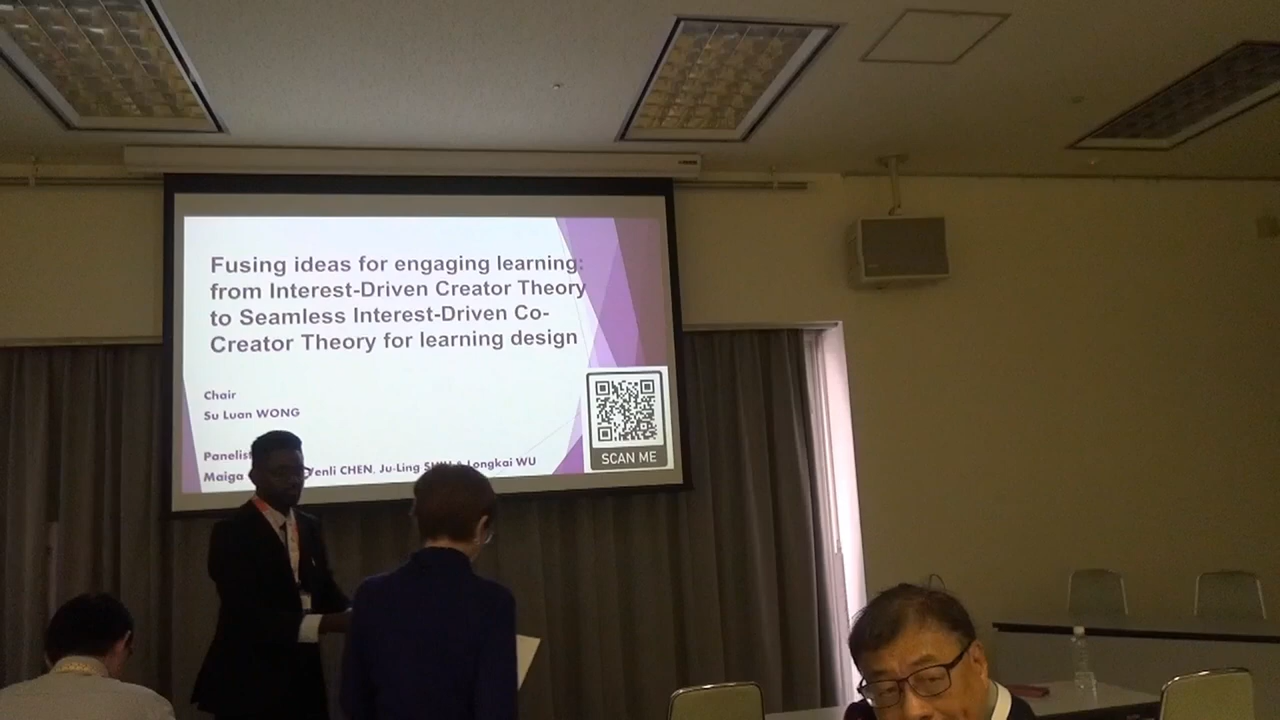 Fusing ideas for engaging learning:
from Interest-Driven Creator Theory
to Seamless Interest-Driven Co-
Creator Theory for learning design
Chair
Su Luan WONG
Panelist
Maiga Wenli CHEN, Ju-Ling & Longkai WU
SCAN ME